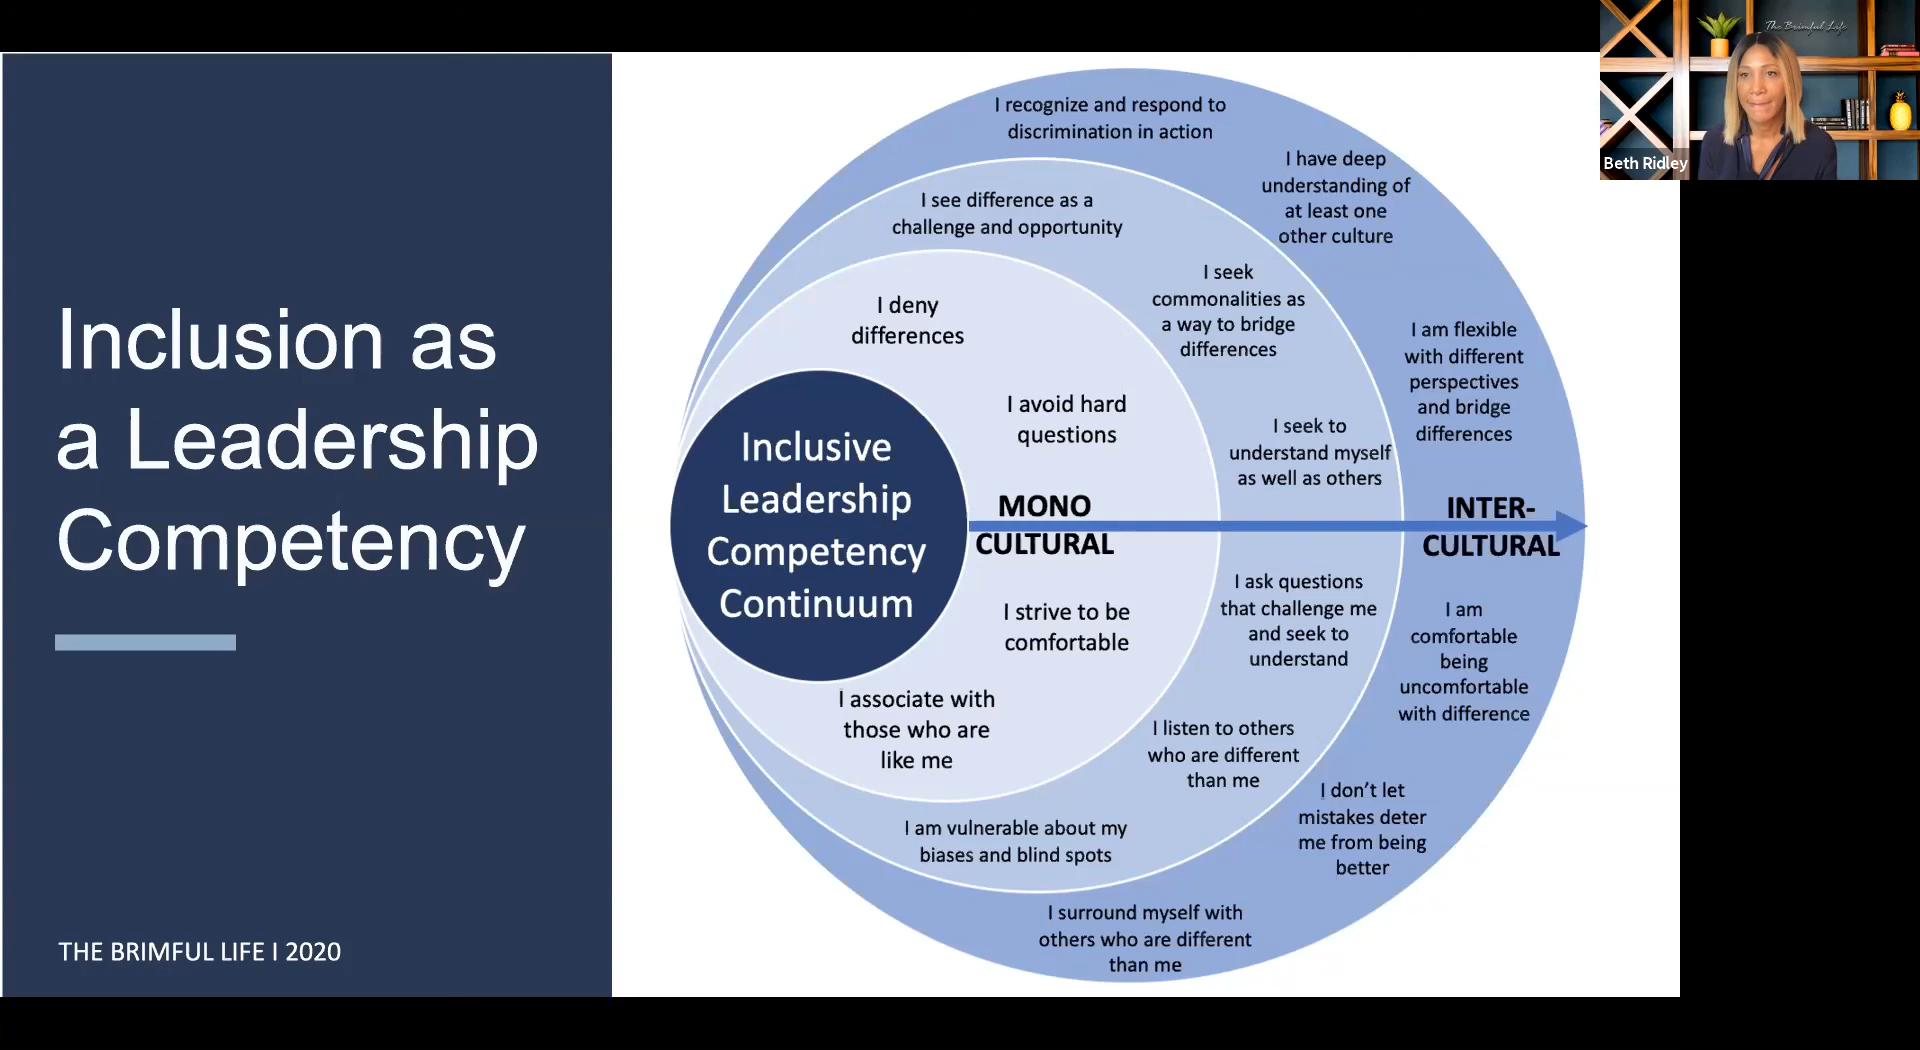 Inclusion as
a Leadership
Competency
THE BRIMFUL LIFE I 2020
Inclusive
Leadership
Competency
Continuum
I deny
differences
I avoid hard
questions
MONO
CULTURAL
I strive to be
comfortable
I associate with
those who are
like me
I see difference as a
challenge and opportunity
I seek
commonalities as
a way to bridge
differences
I seek to
understand myself
as well as others
I ask questions
that challenge me
and seek to
understand
I listen to others
who are different
than me
I am vulnerable about my
biases and blind spots
I recognize and respond to
discrimination in action
I have deep
understanding of
at least one
other culture
I am flexible
with different
perspectives
and bridge
differences
INTER-
CULTURAL
I am
comfortable
being
uncomfortable
with difference
I don’t let
mistakes deter
me from being
better
I surround myself with
others who are different
than me
The Brimful Life
Beth Ridley